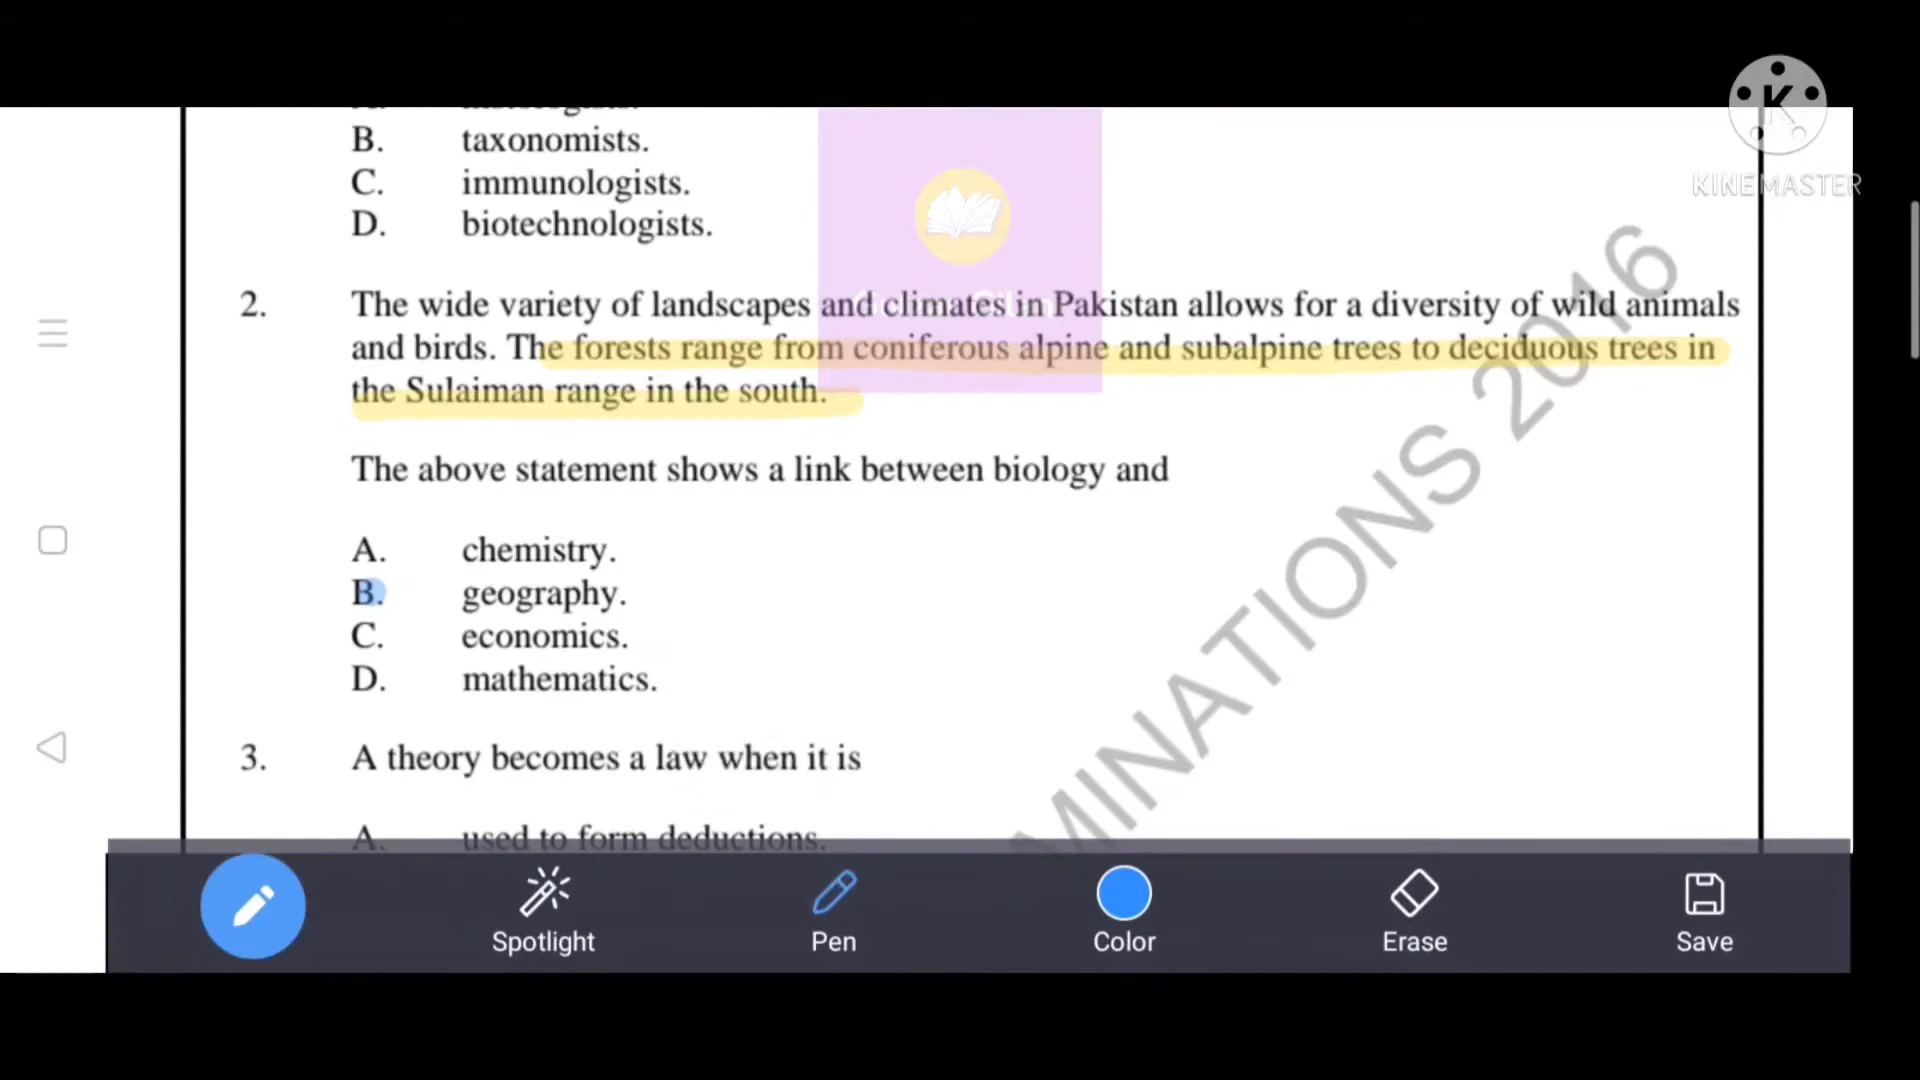 B. taxonomists.
C. immunologists.
D. biotechnologists.
KINEMASTER
2. The wide variety of landscapes and climates in Pakistan allows for a diversity of wild animals
and birds. The forests range from coniferous alpine and subalpine trees to deciduous trees in
the Sulaiman range in the south.
The above statement shows a link between biology and
A. chemistry.
B. geography.
C. economics.
D. mathematics.
3. A theory becomes a law when it is
A. used to form deductions.
MINATIONS 2016
Spotlight Pen Color Erase Save